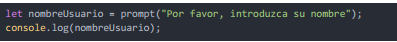 let nombreUsuario = prompt("Por favor, introduzca su nombre");
console.log(nombreUsuario);